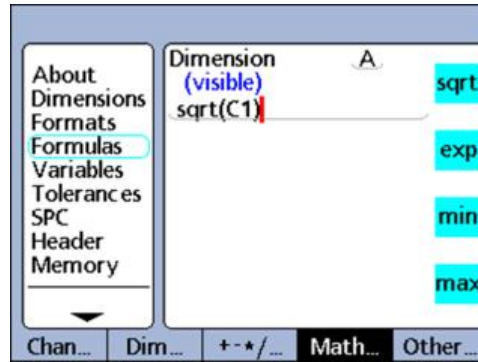 About
Dimensions
Formats
Formulas
Variables
Tolerances
SPC
Header
Memory
Dimension A
(visible)
sqrt(C1)
sqrt
exp
min
max
Chan... Dim... +-*/... Math... Other...